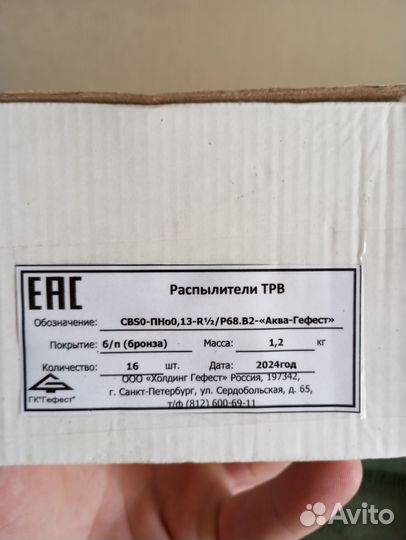 EAC
Распылители ТРВ
Обозначение: CBS0-ПНо0,13-R½/P68.B2-«Аква-Гефест»
Покрытие: б/п (бронза) Масса: 1,2 кг
Количество: 16 шт. Дата: 2024год
ГК"Гефест"
ООО «Холдинг Гефест» Россия, 197342,
г. Санкт-Петербург, ул. Сердобольская, д. 65,
т/ф (812) 600-69-11
Avito